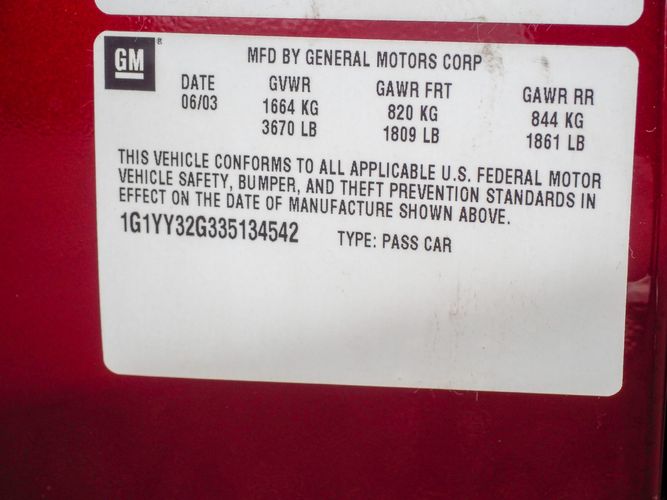 GM
MFD BY GENERAL MOTORS CORP
DATE GVWR GAWR FRT GAWR RR
06/03 1664 KG 820 KG 844 KG
3670 LB 1809 LB 1861 LB
THIS VEHICLE CONFORMS TO ALL APPLICABLE U.S. FEDERAL MOTOR
VEHICLE SAFETY, BUMPER, AND THEFT PREVENTION STANDARDS IN
EFFECT ON THE DATE OF MANUFACTURE SHOWN ABOVE.
1G1YY32G335134542 TYPE: PASS CAR